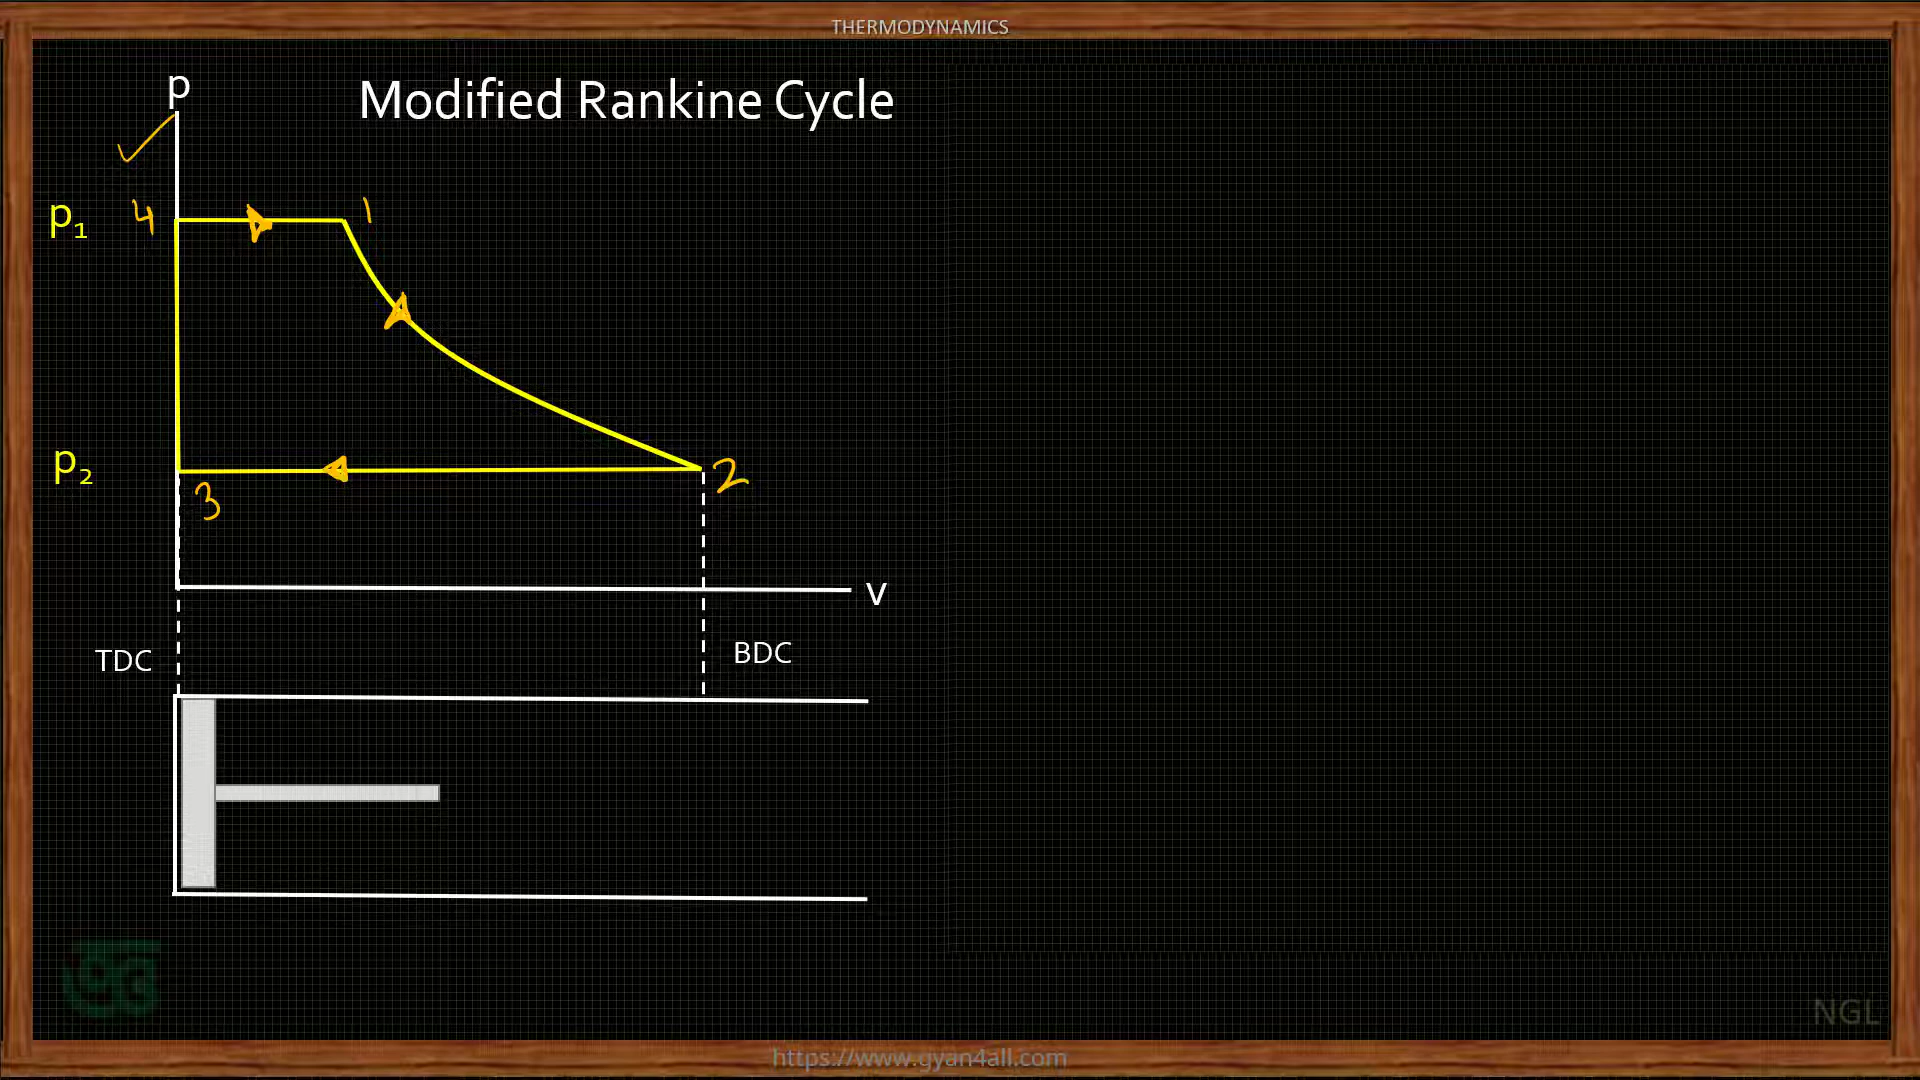 THERMODYNAMICS
p
Modified Rankine Cycle
p1
4
1
p2
2
3
v
TDC
BDC
NGL
https://www.gyan4all.com